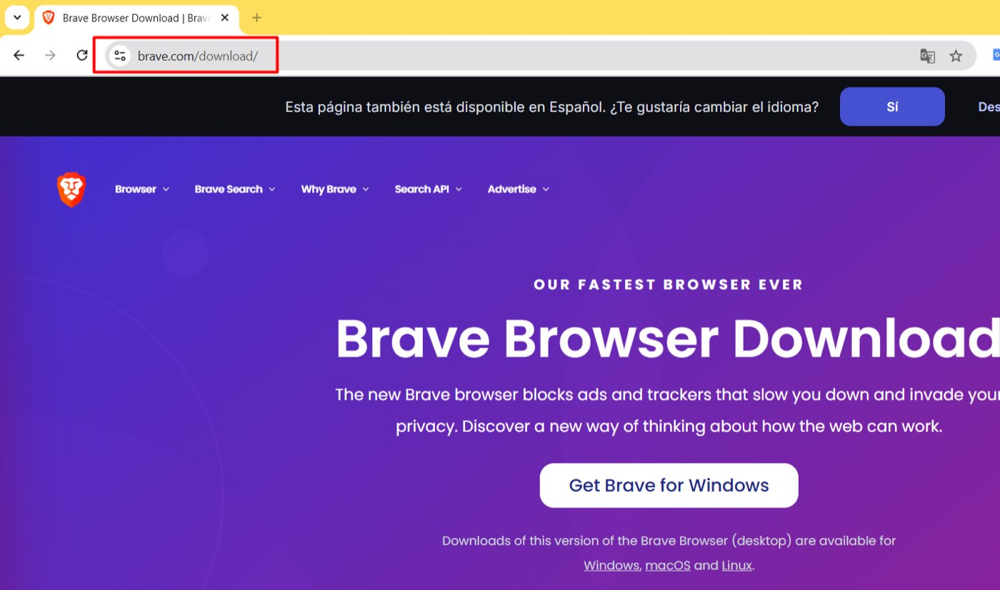 Brave Browser Download | Brav
brave.com/download/
Esta página también está disponible en Español. ¿Te gustaría cambiar el idioma?
Sí
Des
Browser
Brave Search
Why Brave
Search API
Advertise
OUR FASTEST BROWSER EVER
Brave Browser Download
The new Brave browser blocks ads and trackers that slow you down and invade your
privacy. Discover a new way of thinking about how the web can work.
Get Brave for Windows
Downloads of this version of the Brave Browser (desktop) are available for
Windows, macOS and Linux.